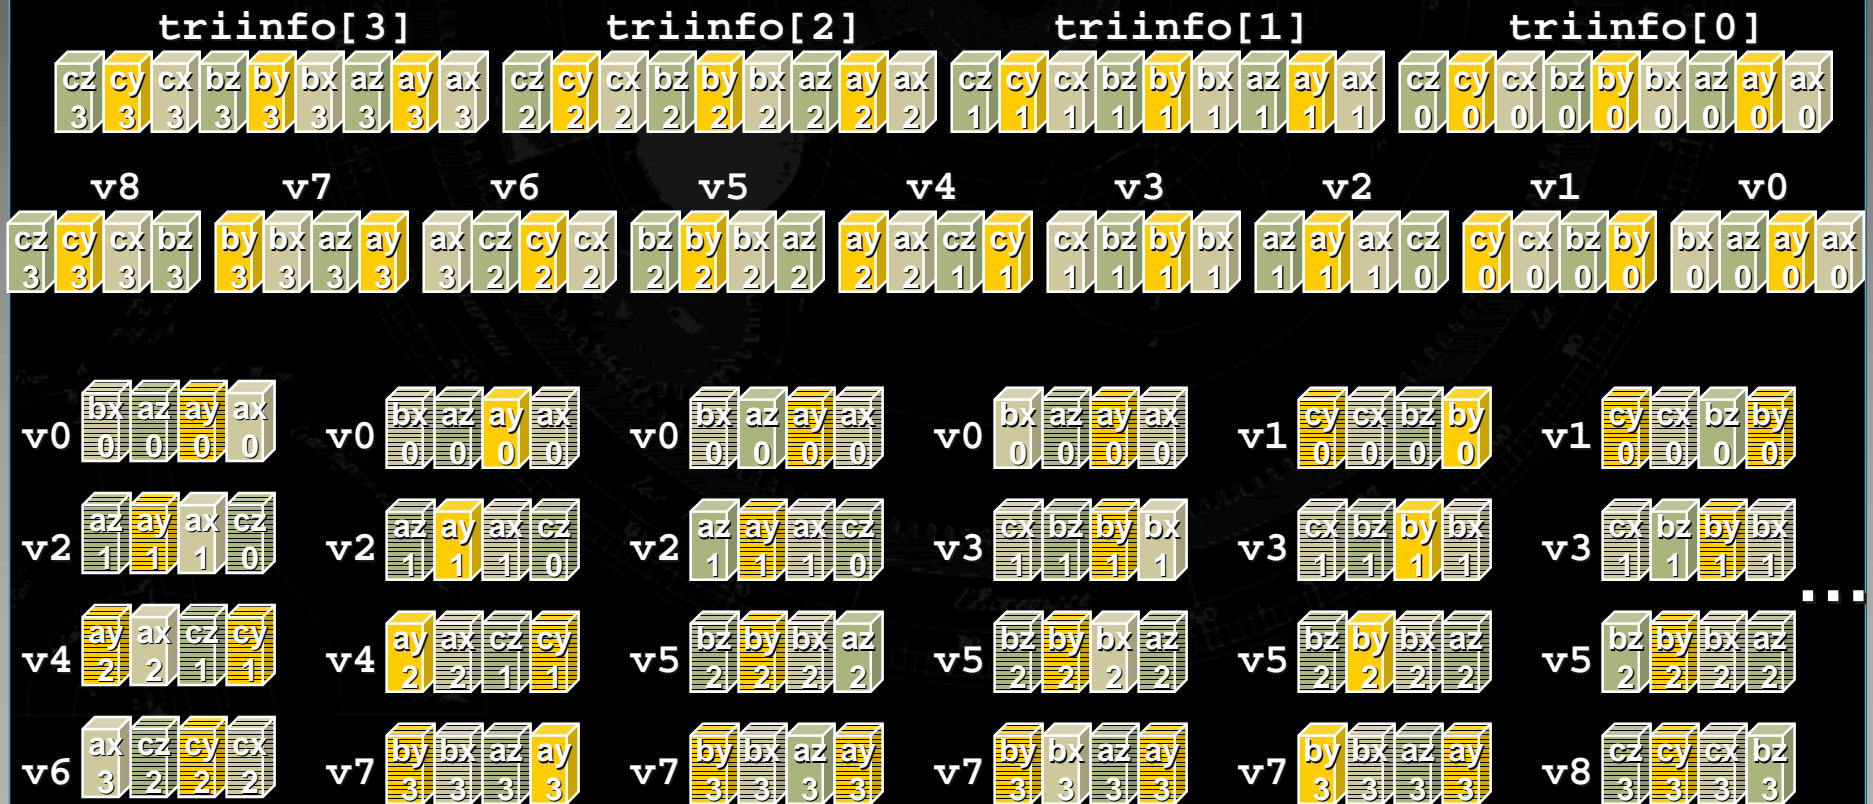 triinfo[3] triinfo[2] triinfo[1] triinfo[0]
cz cy cx bz by bx az ay ax cz cy cx bz by bx az ay ax cz cy cx bz by bx az ay ax cz cy cx bz by bx az ay ax
3 3 3 3 3 3 3 3 3 2 2 2 2 2 2 2 2 2 1 1 1 1 1 1 1 1 1 0 0 0 0 0 0 0 0 0
v8 v7 v6 v5 v4 v3 v2 v1 v0
cz cy cx bz by bx az ay ax cz cy cx bz by bx az ay ax cz cy cx bz by bx az ay ax cz cy cx bz by bx az ay ax
3 3 3 3 3 3 3 3 3 2 2 2 2 2 2 2 2 2 1 1 1 1 1 1 1 1 1 0 0 0 0 0 0 0 0 0
bx az ay ax bx az ay ax bx az ay ax bx az ay ax cy cx bz by cy cx bz by
v0 0 0 0 0 v0 0 0 0 0 v0 0 0 0 0 v0 0 0 0 0 v1 0 0 0 0 v1 0 0 0 0
az ay ax cz az ay ax cz az ay ax cz cx bz by bx cx bz by bx cx bz by bx
v2 1 1 1 0 v2 1 1 1 0 v2 1 1 1 0 v3 1 1 1 1 v3 1 1 1 1 v3 1 1 1 1
...
ay ax cz cy ay ax cz cy bz by bx az bz by bx az bz by bx az bz by bx az
v4 2 2 1 1 v4 2 2 1 1 v5 2 2 2 2 v5 2 2 2 2 v5 2 2 2 2 v5 2 2 2 2
ax cz cy cx by bx az ay by bx az ay by bx az ay by bx az ay cz cy cx bz
v6 3 2 2 2 v7 3 3 3 3 v7 3 3 3 3 v7 3 3 3 3 v7 3 3 3 3 v8 3 3 3 3